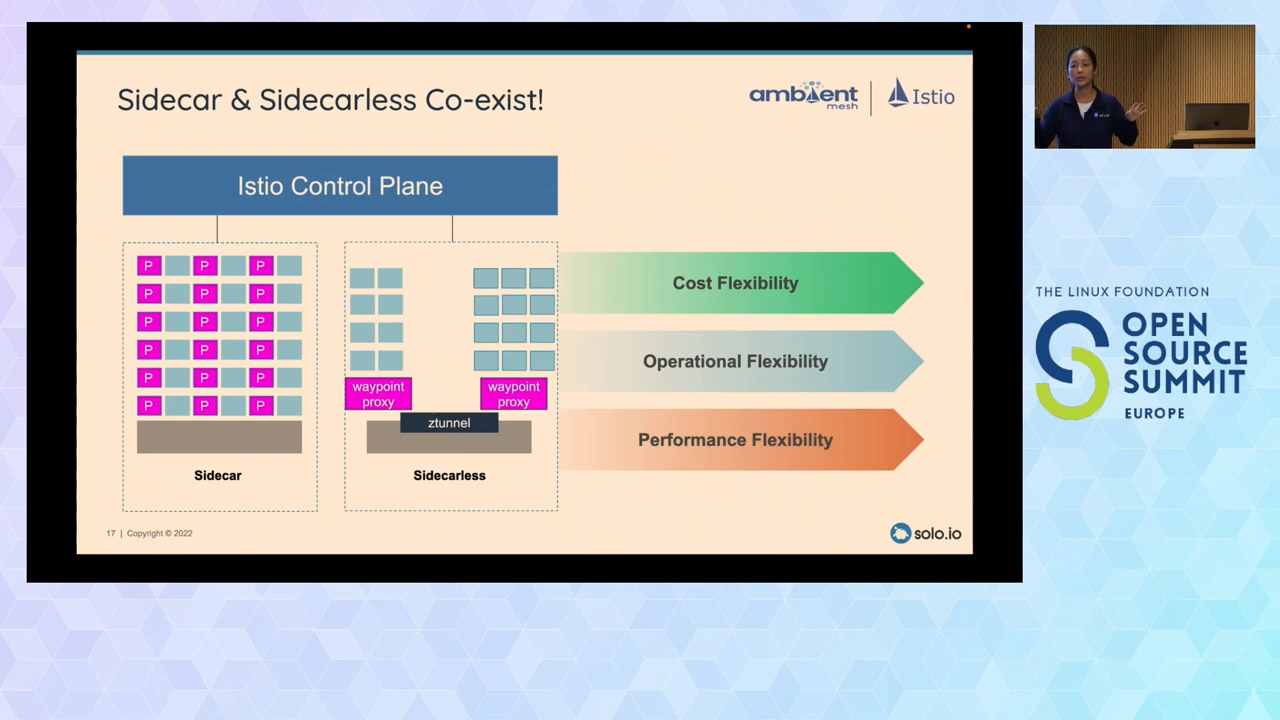 Sidecar & Sidecarless Co-exist!
ambient
mesh
Istio
Istio Control Plane
P P P
P P P
P P P
P P P
P P P
P P P
waypoint
proxy
waypoint
proxy
ztunnel
Sidecar
Sidecarless
Cost Flexibility
Operational Flexibility
Performance Flexibility
17 | Copyright © 2022
solo.io
THE LINUX FOUNDATION
OPEN
SOURCE
SUMMIT
EUROPE